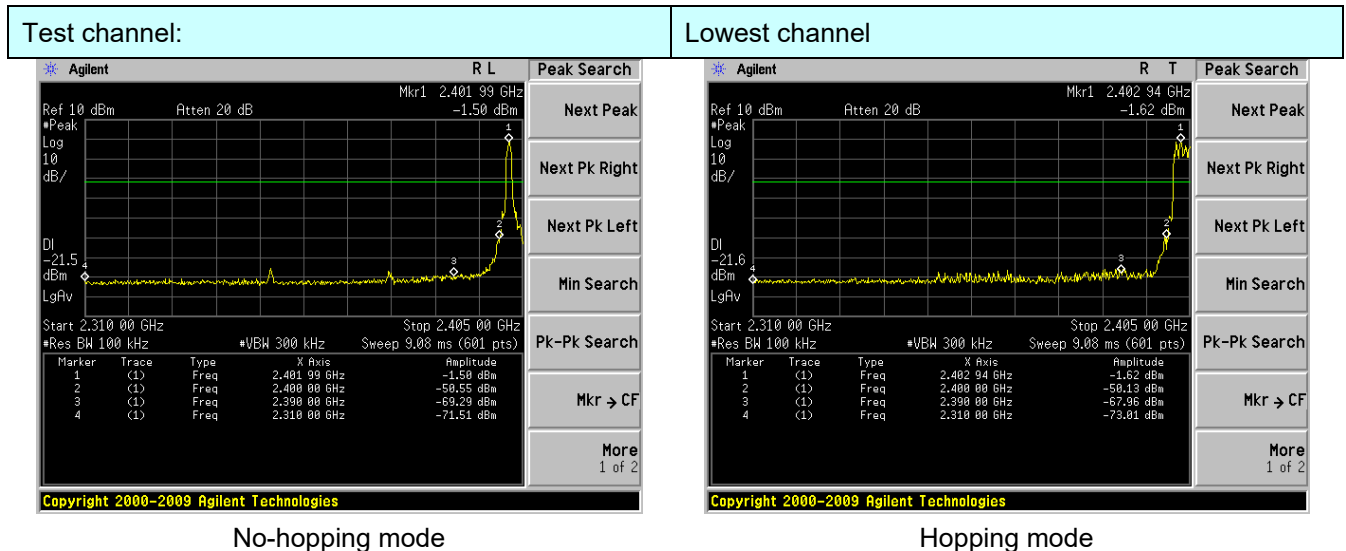 Test channel: Lowest channel
Agilent R L Peak Search
Mkr1 2.401 99 GHz
Ref 10 dBm Atten 20 dB -1.50 dBm
#Peak
Log
10
dB/
DI
-21.5
dBm
LgAv
1
2
3
4
Start 2.310 00 GHz Stop 2.405 00 GHz
#Res BW 100 kHz #VBW 300 kHz Sweep 9.08 ms (601 pts)
Marker Trace Type X Axis Amplitude
1 (1) Freq 2.401 99 GHz -1.50 dBm
2 (1) Freq 2.400 00 GHz -50.55 dBm
3 (1) Freq 2.390 00 GHz -69.29 dBm
4 (1) Freq 2.310 00 GHz -71.51 dBm
Next Peak
Next Pk Right
Next Pk Left
Min Search
Pk-Pk Search
Mkr → CF
More
1 of 2
Copyright 2000-2009 Agilent Technologies
No-hopping mode
Agilent R T Peak Search
Mkr1 2.402 94 GHz
Ref 10 dBm Atten 20 dB -1.62 dBm
#Peak
Log
10
dB/
DI
-21.6
dBm
LgAv
1
2
3
4
Start 2.310 00 GHz Stop 2.405 00 GHz
#Res BW 100 kHz #VBW 300 kHz Sweep 9.08 ms (601 pts)
Marker Trace Type X Axis Amplitude
1 (1) Freq 2.402 94 GHz -1.62 dBm
2 (1) Freq 2.400 00 GHz -50.13 dBm
3 (1) Freq 2.390 00 GHz -67.96 dBm
4 (1) Freq 2.310 00 GHz -73.01 dBm
Next Peak
Next Pk Right
Next Pk Left
Min Search
Pk-Pk Search
Mkr → CF
More
1 of 2
Copyright 2000-2009 Agilent Technologies
Hopping mode